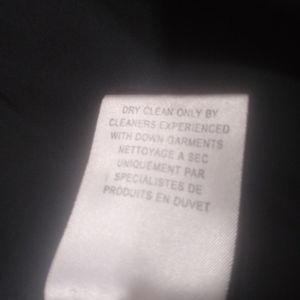 DRY CLEAN ONLY BY
CLEANERS EXPERIENCED
WITH DOWN GARMENTS
NETTOYAGE A SEC
UNIQUEMENT PAR
SPECIALISTES DE
PRODUITS EN DUVET